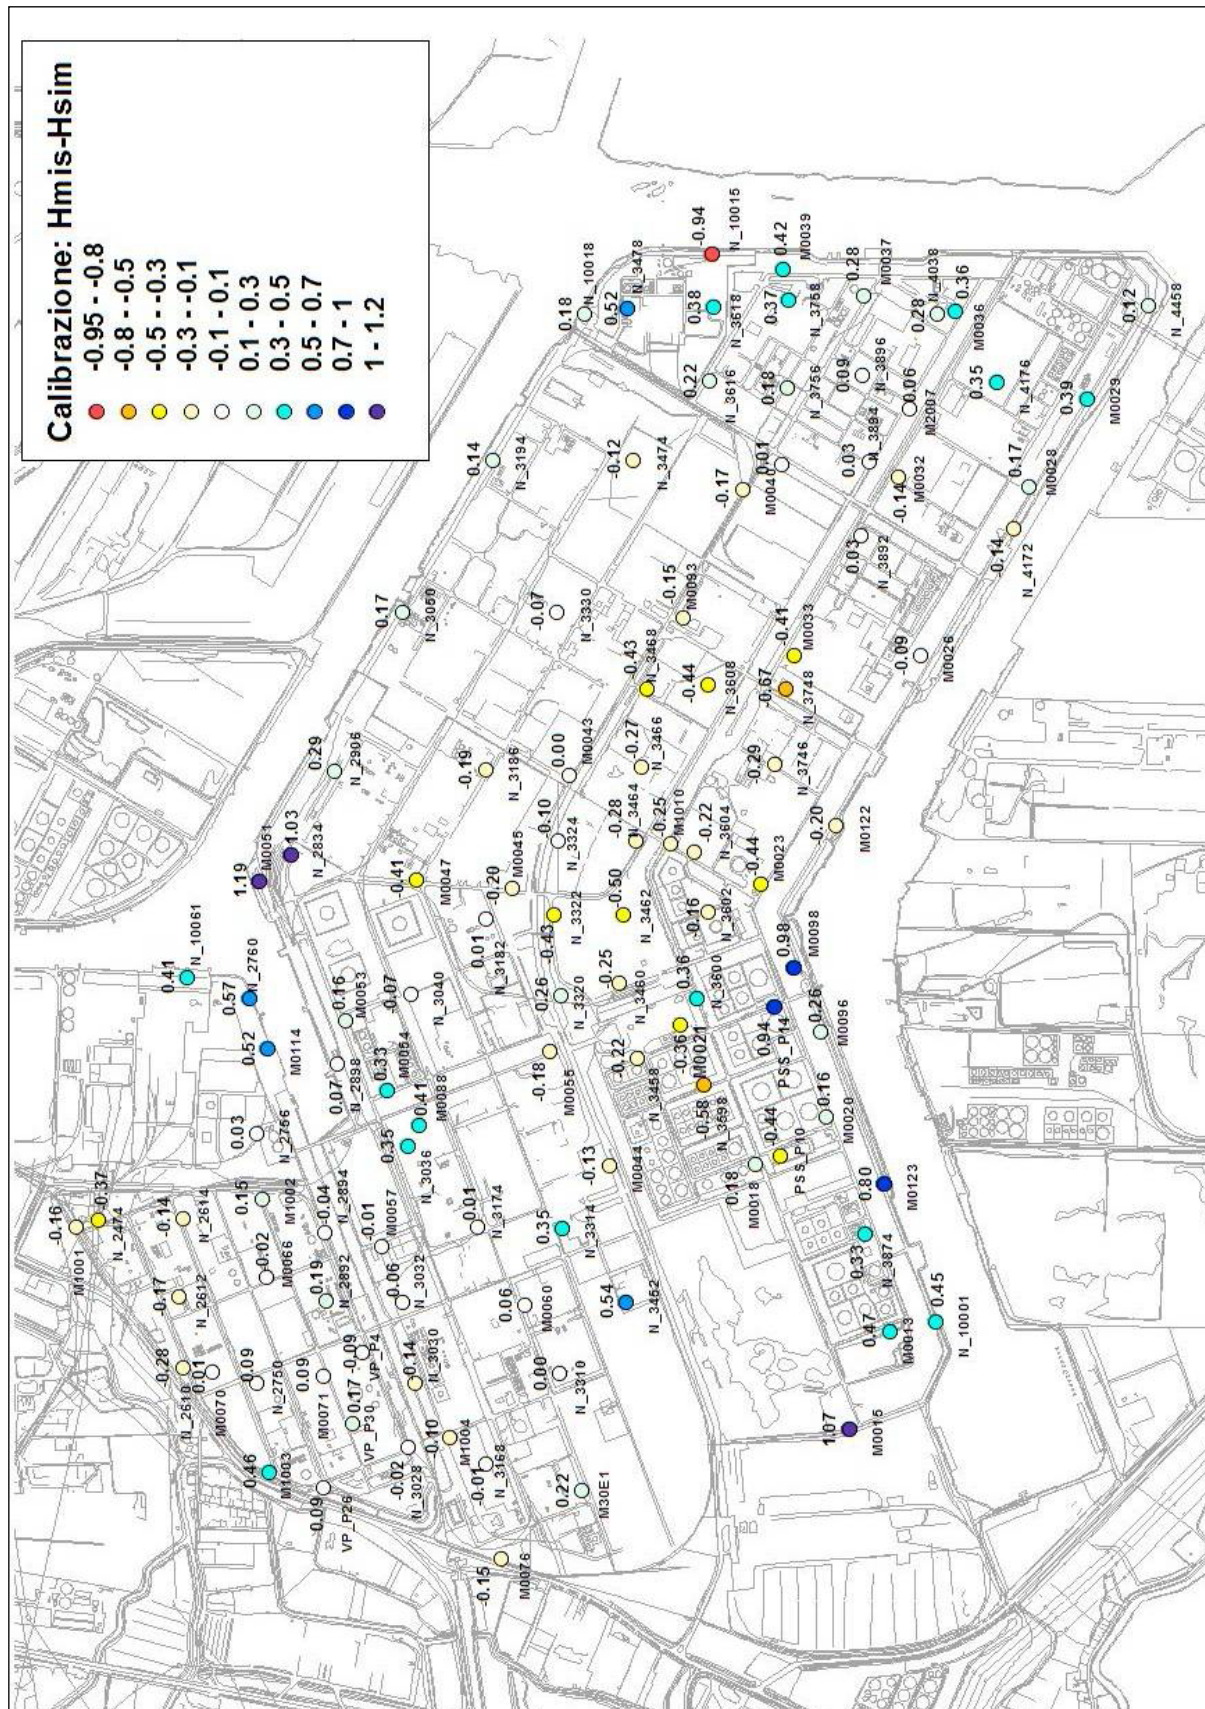 Calibrazione: Hmis-Hsim
-0.95 - -0.8
-0.8 - -0.5
-0.5 - -0.3
-0.3 - -0.1
-0.1 - 0.1
0.1 - 0.3
0.3 - 0.5
0.5 - 0.7
0.7 - 1
1 - 1.2
-0.16
M1001
-0.37
N_2474
-0.28
N_2610
-0.17
N_2612
-0.14
N_2614
0.01
M0070
0.46
M1003
0.09
N_2750
-0.02
M0066
0.15
M1002
0.03
N_2756
0.52
M0114
0.57
N_2760
0.41
N_10061
1.19
M0051
1.03
N_2834
0.09
VP_P26
0.17
VP_P30
0.09
M0071
-0.09
VP_P4
0.19
N_2892
-0.04
N_2894
0.07
N_2898
0.16
M0053
0.29
N_2906
-0.01
M0057
-0.02
N_3028
-0.14
N_3030
-0.06
N_3032
0.35
N_3036
0.41
M0088
0.33
M0054
-0.07
N_3040
-0.41
M0047
0.17
N_3050
-0.15
M0076
-0.10
M1004
-0.01
N_3168
0.01
N_3174
0.01
N_3182
-0.20
M0045
-0.19
N_3186
0.14
N_3194
0.22
M30E1
0.00
N_3310
0.06
M0060
0.35
N_3314
-0.18
M0055
0.26
N_3320
-0.43
N_3322
-0.10
N_3324
0.00
M0043
-0.07
N_3330
0.18
N_10018
0.54
N_3452
-0.13
M0044
-0.22
N_3458
-0.25
N_3460
-0.50
N_3462
-0.28
N_3464
-0.27
N_3466
-0.43
N_3468
-0.12
N_3474
0.52
N_3478
-0.58
N_3598
-0.36
M0021
0.36
N_3600
-0.16
N_3602
-0.25
M1010
-0.22
N_3604
-0.44
N_3608
-0.15
M0093
0.22
N_3616
0.38
N_3618
-0.94
N_10015
0.18
M0018
-0.44
PSS_P10
0.94
PSS_P14
0.98
M0098
-0.44
M0023
-0.29
N_3746
-0.67
N_3748
-0.41
M0033
-0.17
M0040
0.01
0.18
N_3756
0.37
N_3758
0.42
M0039
1.07
M0015
0.47
M0013
0.33
N_3874
0.80
M0123
0.16
M0020
0.26
M0096
-0.20
M0122
0.03
N_3892
0.03
N_3894
0.09
N_3896
0.28
M0037
0.45
N_10001
-0.09
M0026
-0.14
M0032
0.06
M2007
0.28
N_4038
0.36
M0036
-0.14
N_4172
0.17
M0028
0.35
N_4176
0.39
M0029
0.12
N_4458